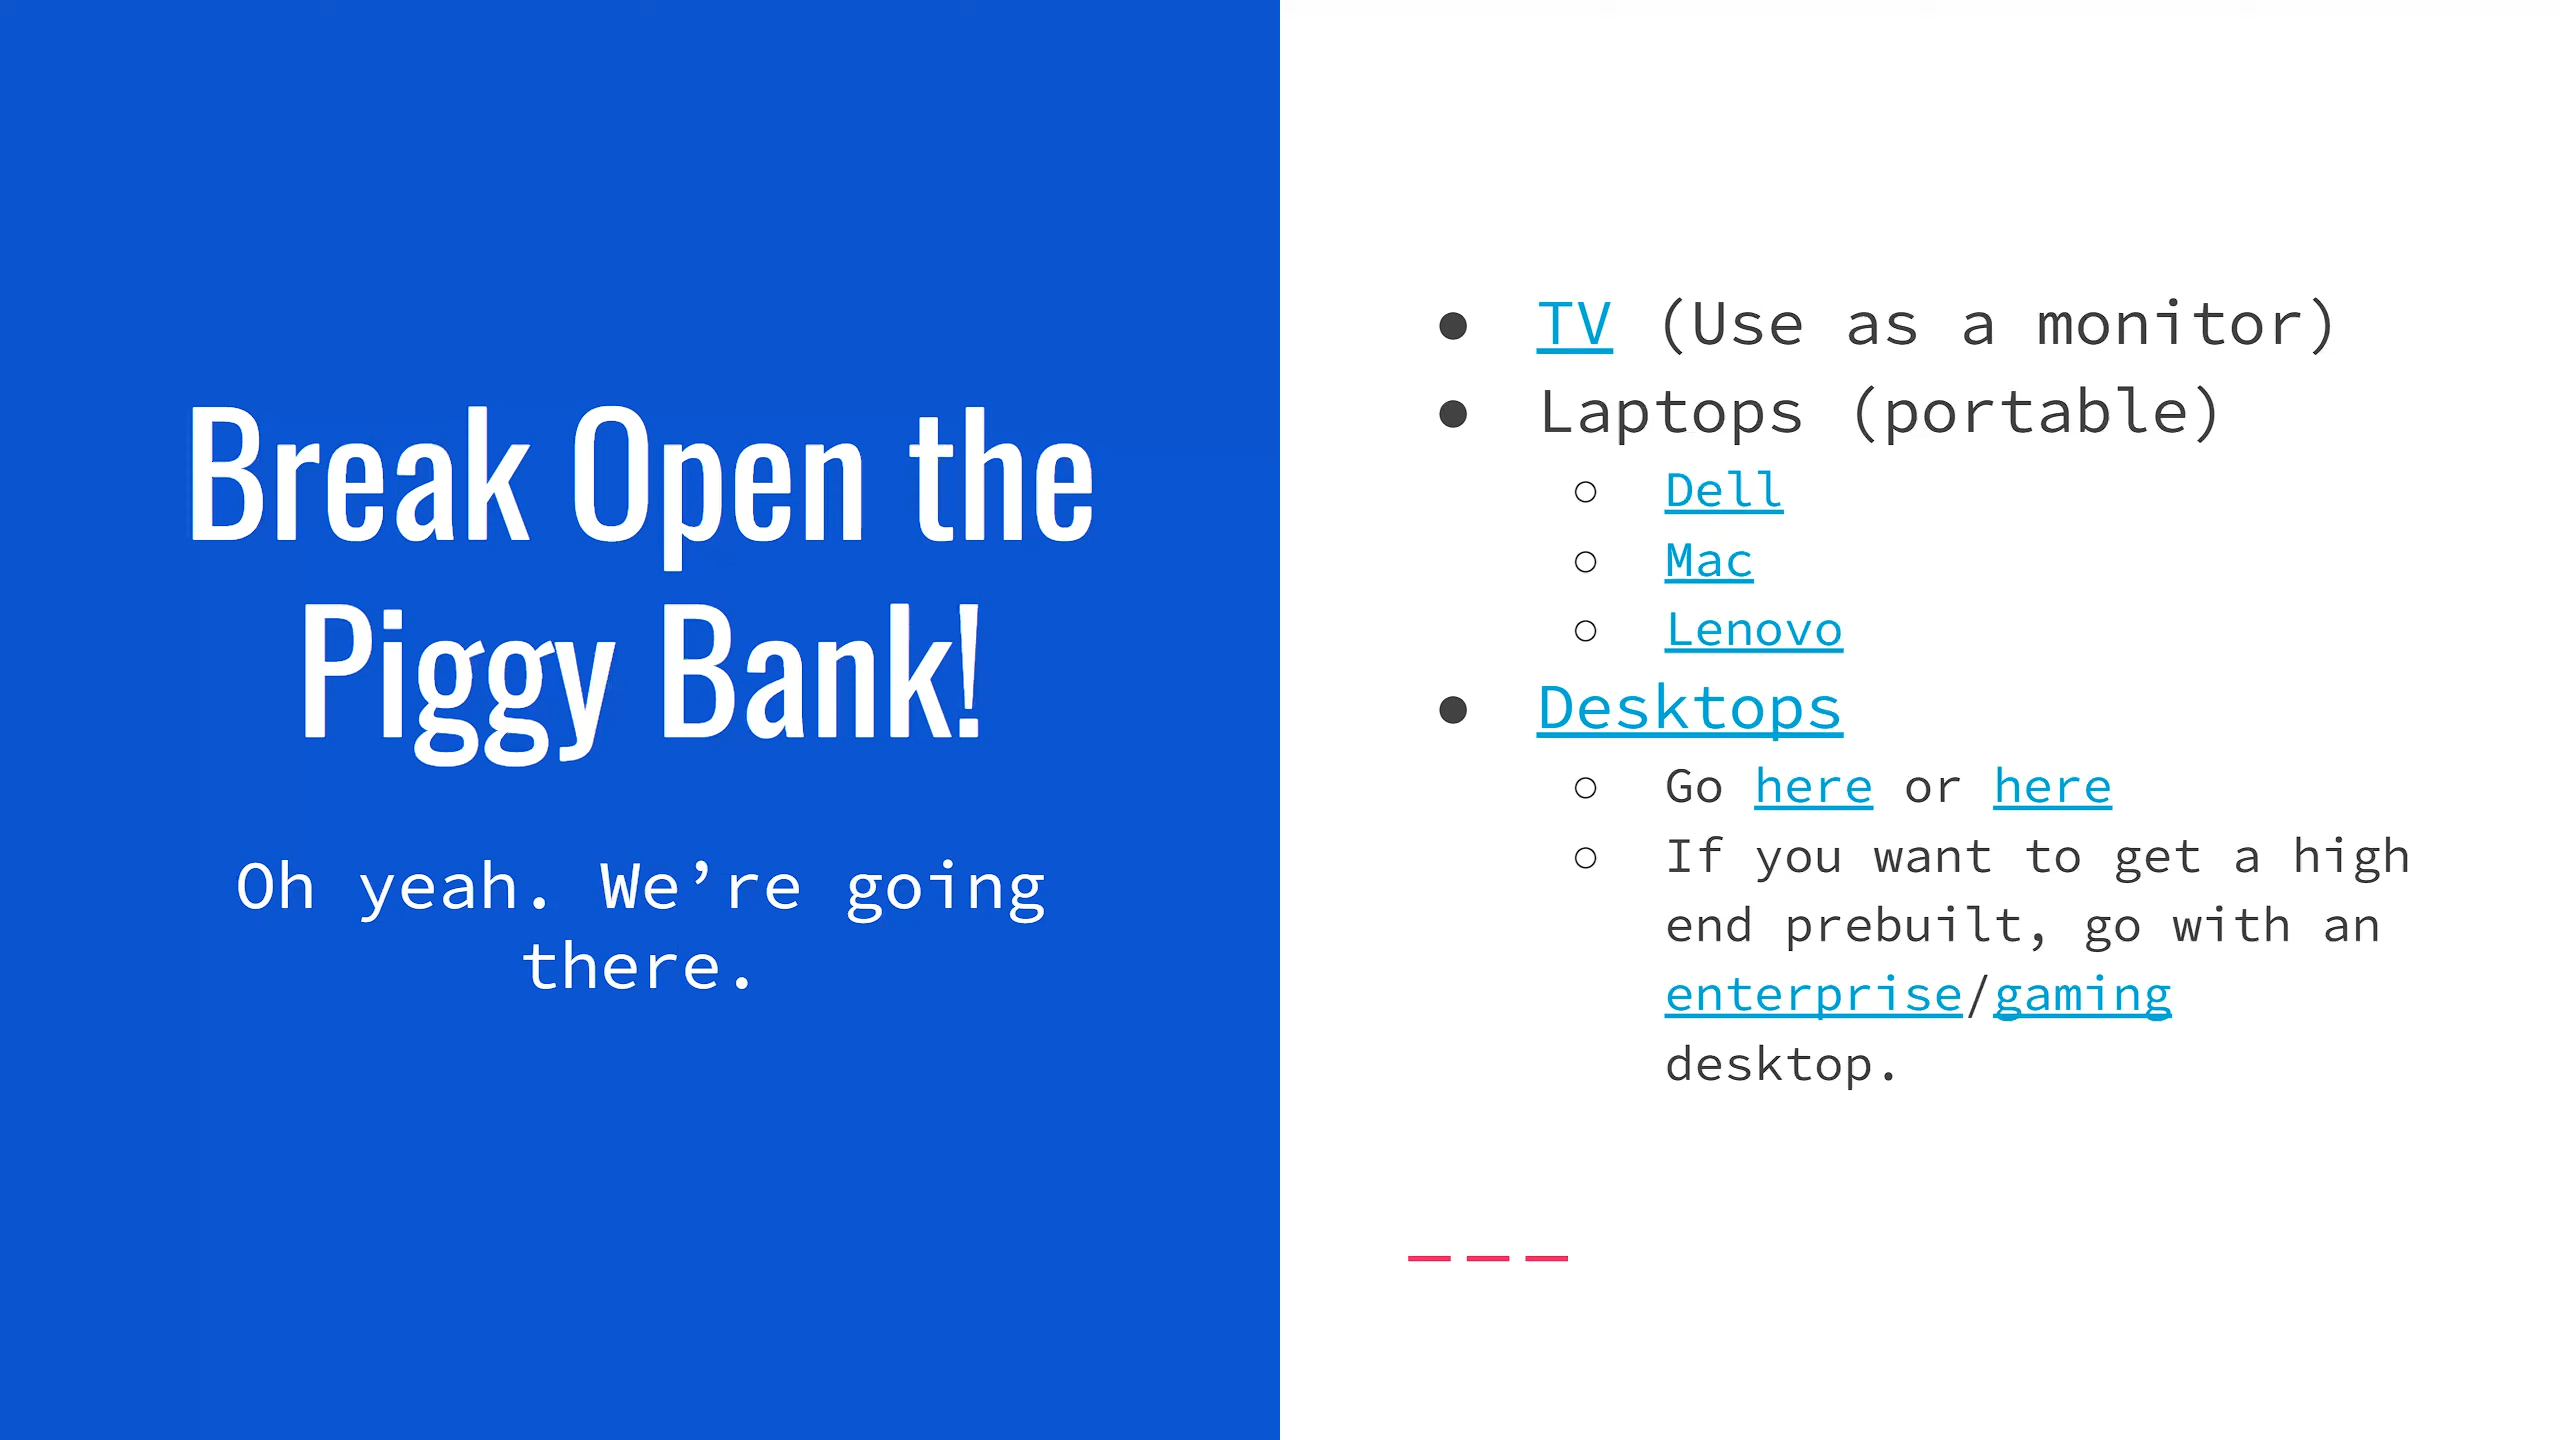 Break Open the
Piggy Bank!
Oh yeah. We’re going
there.
● TV (Use as a monitor)
● Laptops (portable)
○ Dell
○ Mac
○ Lenovo
● Desktops
○ Go here or here
○ If you want to get a high
end prebuilt, go with an
enterprise/gaming
desktop.